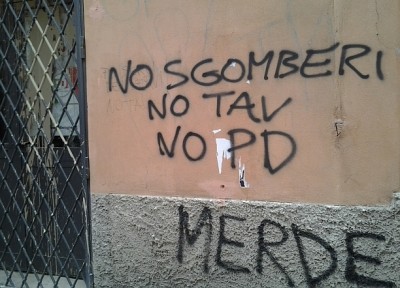 NO SGOMBERI
NO TAV
NO PD
MERDE